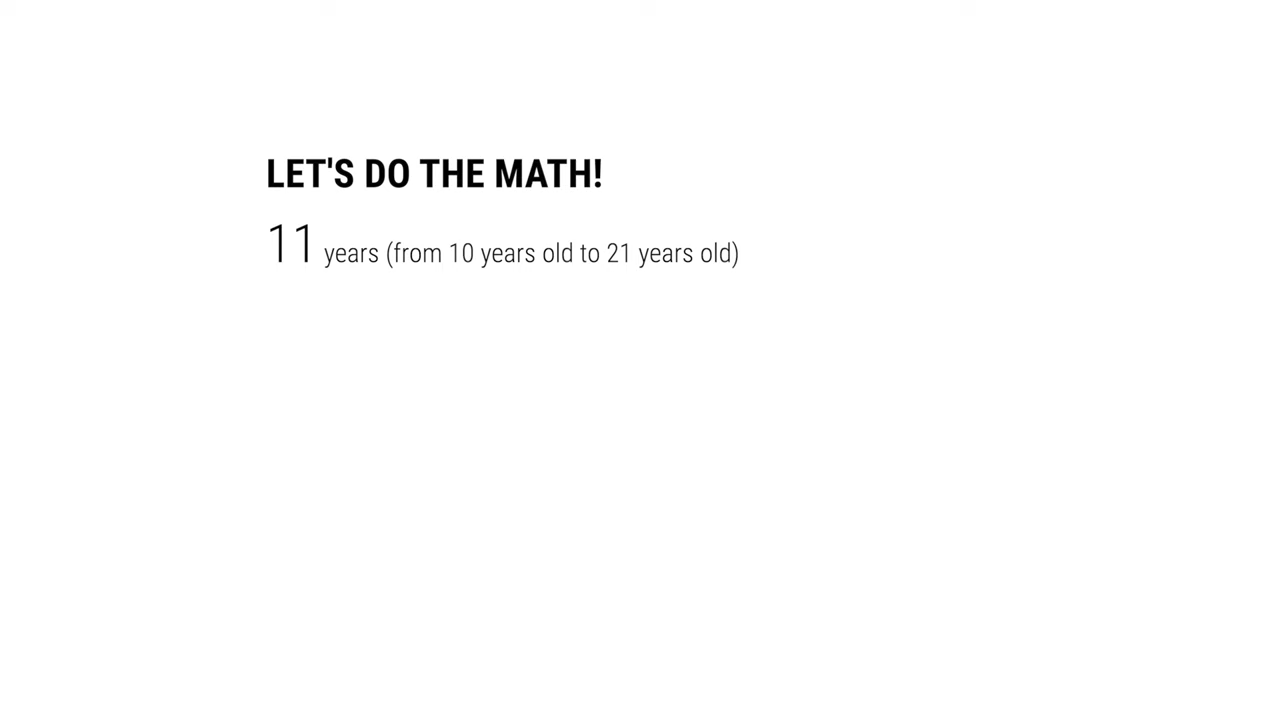 LET'S DO THE MATH!
11 years (from 10 years old to 21 years old)